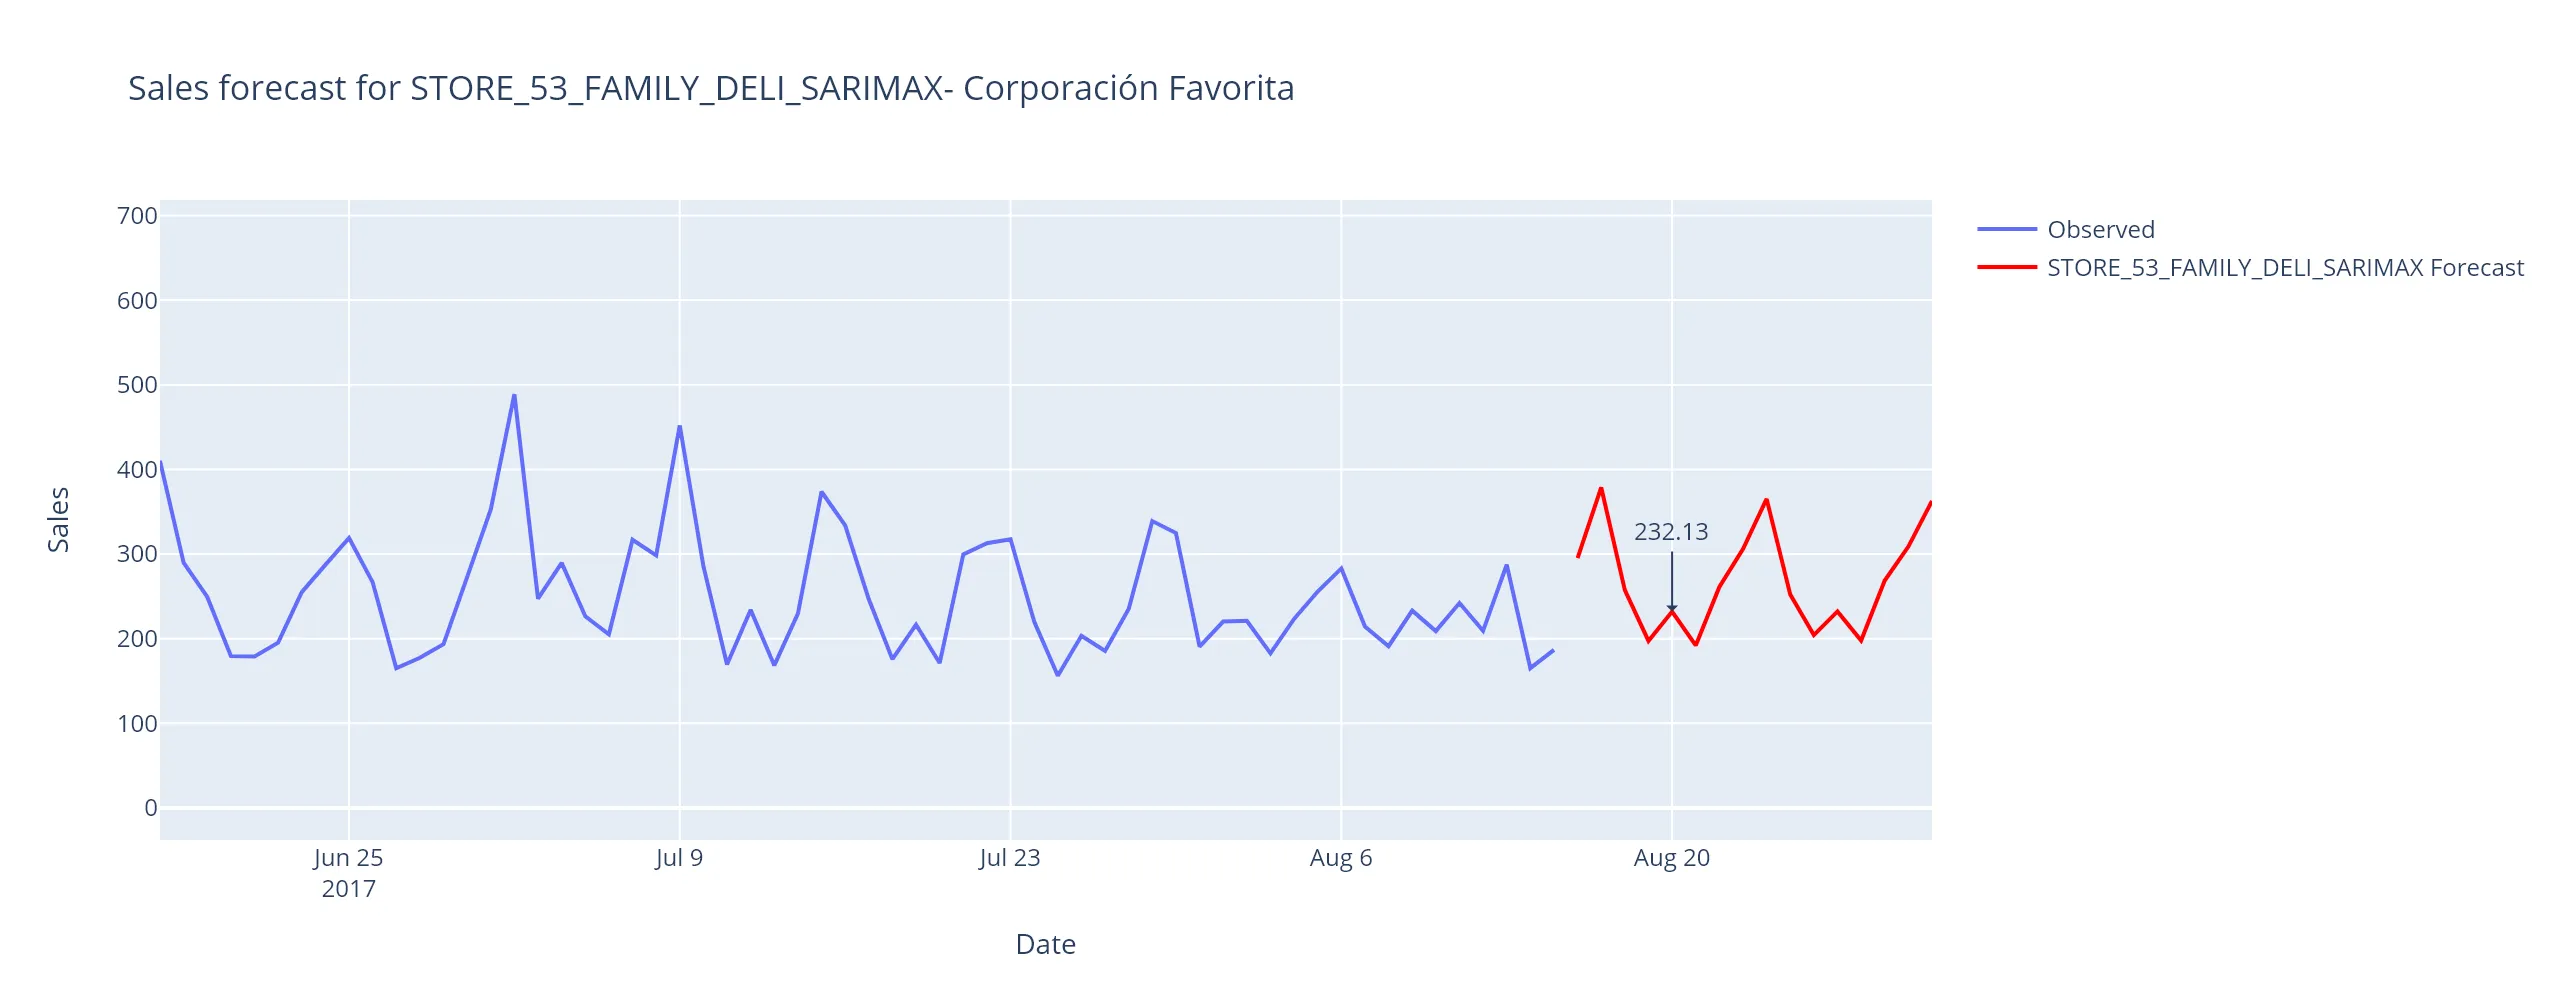 Sales forecast for STORE_53_FAMILY_DELI_SARIMAX- Corporación Favorita
700
600
500
400
300
200
100
0
Sales
232.13
Jun 25
2017
Jul 9
Jul 23
Aug 6
Aug 20
Date
Observed
STORE_53_FAMILY_DELI_SARIMAX Forecast